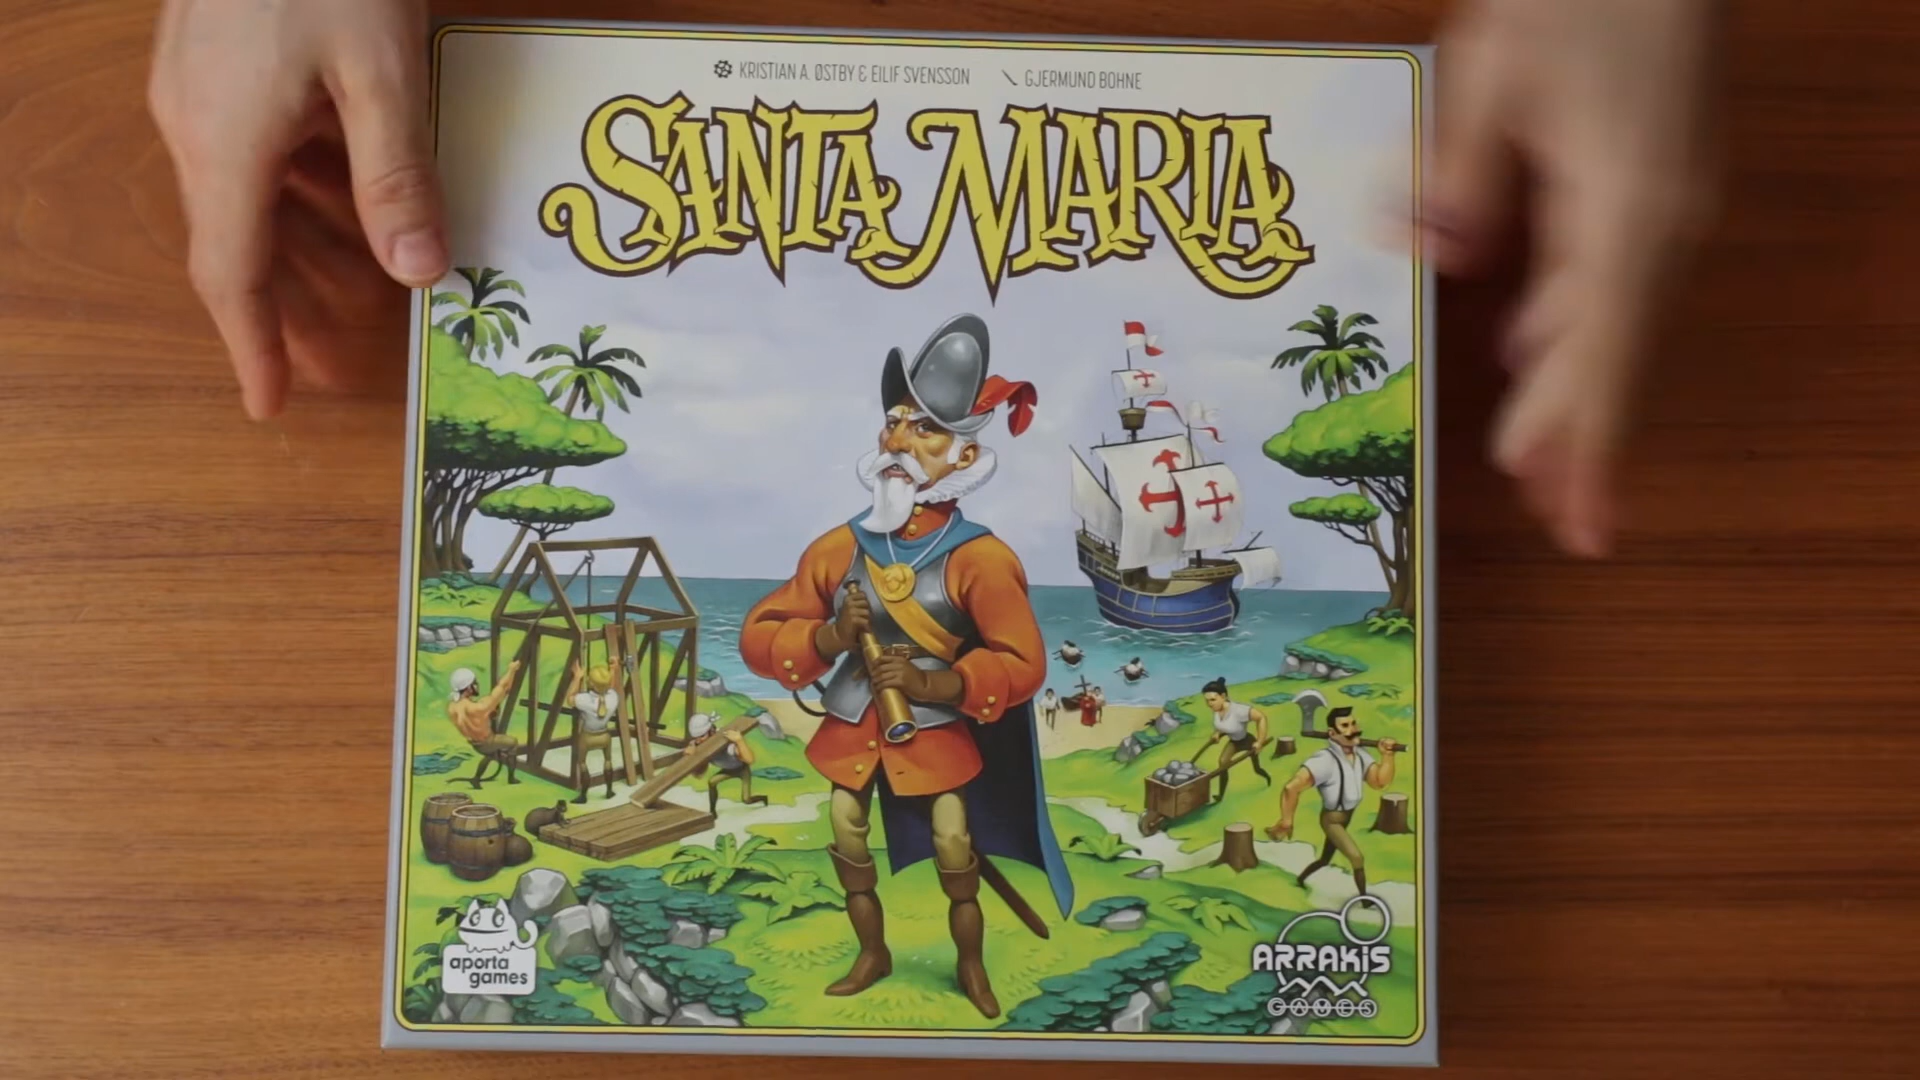 KRISTIAN A. ØSTBY & EILIF SVENSSON GJERMUND BOHNE
SANTA MARIA
aporta
games
ARRAKIS
GAMES